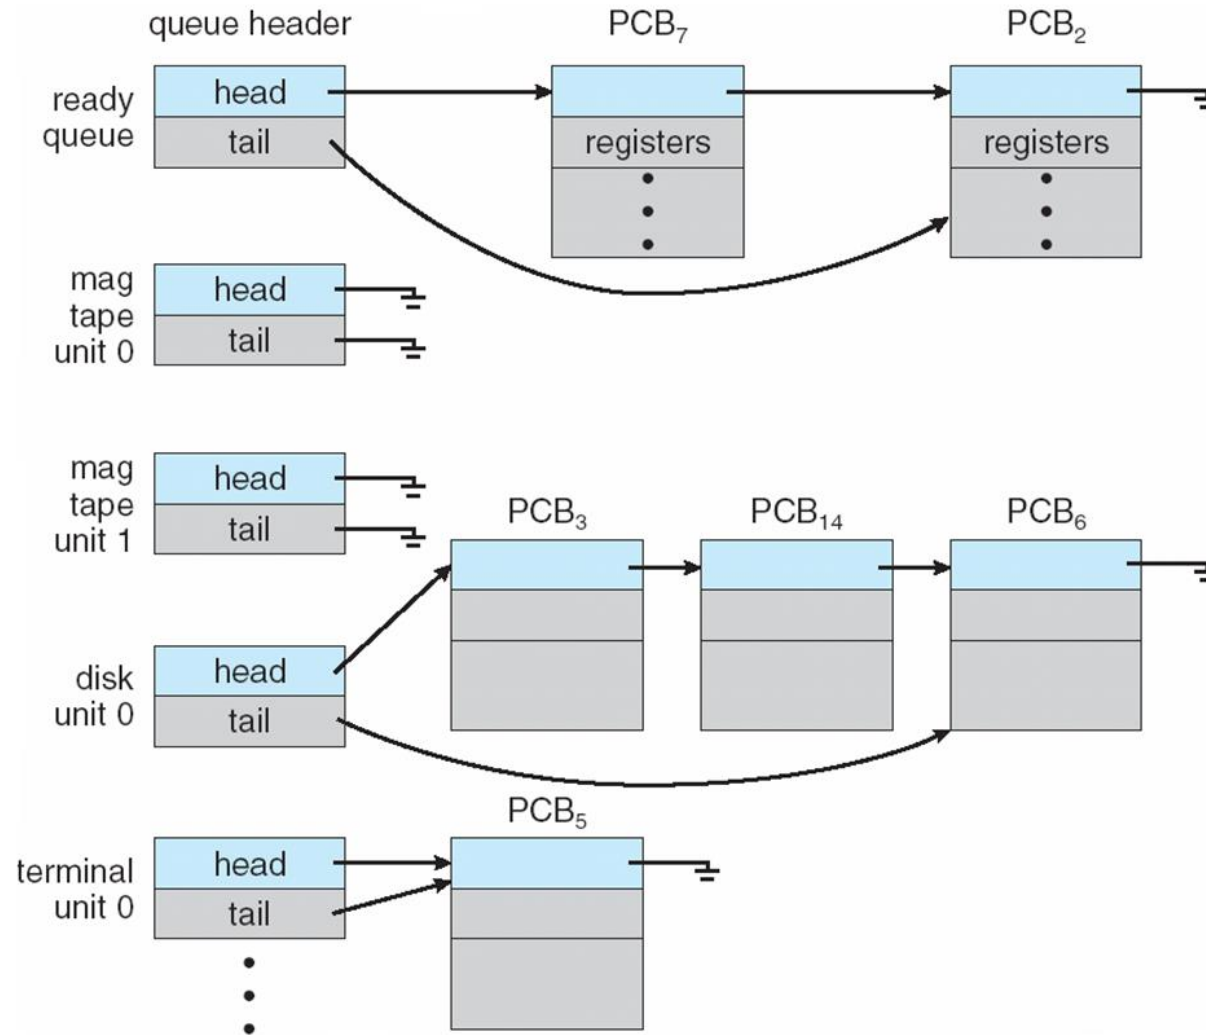 queue header
PCB₇
PCB₂
ready
queue
head
tail
registers
registers
mag
tape
unit 0
head
tail
mag
tape
unit 1
head
tail
PCB₃
PCB₁₄
PCB₆
disk
unit 0
head
tail
PCB₅
terminal
unit 0
head
tail